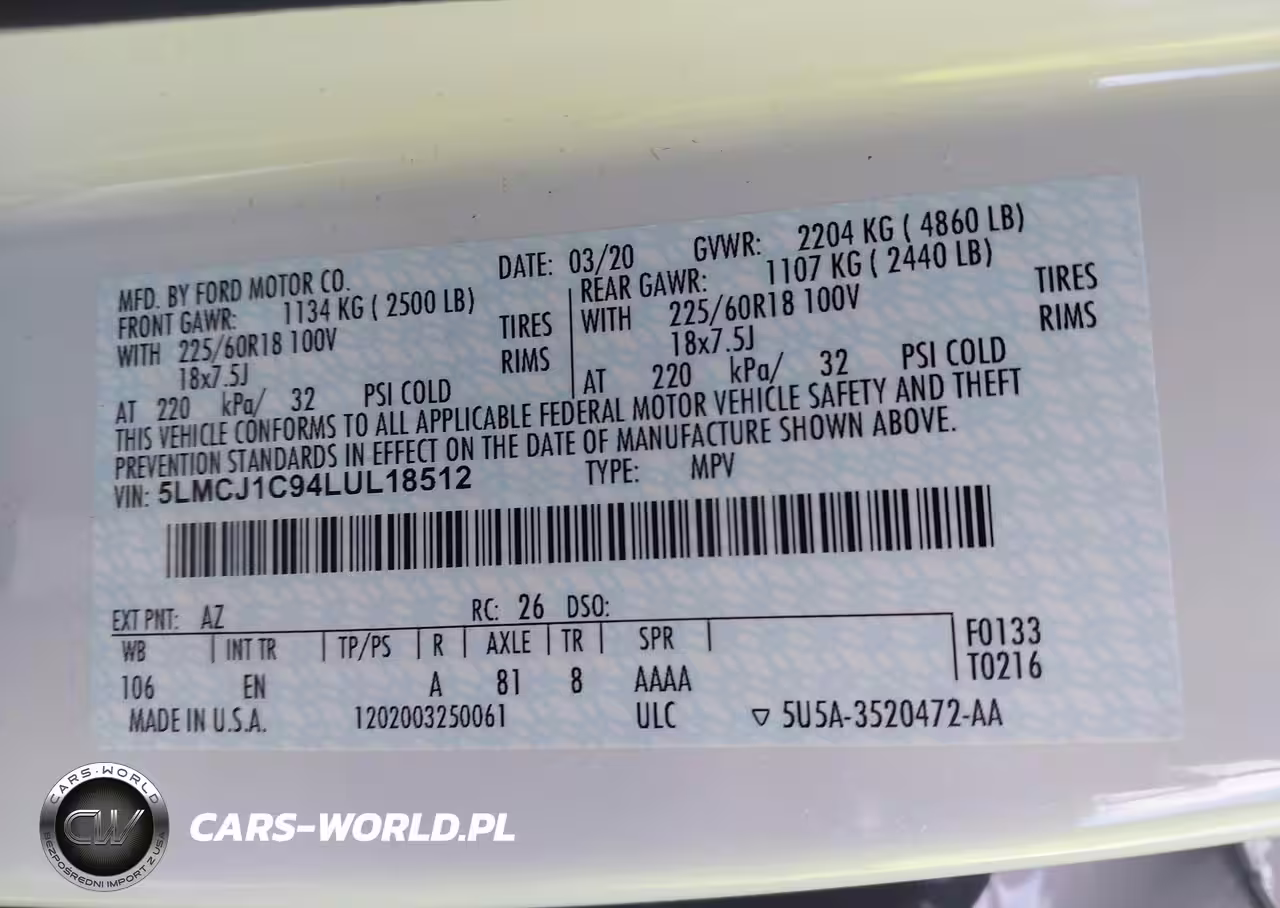 MFD. BY FORD MOTOR CO. DATE: 03/20 GVWR: 2204 KG ( 4860 LB)
FRONT GAWR: 1134 KG ( 2500 LB) REAR GAWR: 1107 KG ( 2440 LB)
WITH 225/60R18 100V TIRES WITH 225/60R18 100V TIRES
18x7.5J RIMS 18x7.5J RIMS
AT 220 kPa/ 32 PSI COLD AT 220 kPa/ 32 PSI COLD
THIS VEHICLE CONFORMS TO ALL APPLICABLE FEDERAL MOTOR VEHICLE SAFETY AND THEFT
PREVENTION STANDARDS IN EFFECT ON THE DATE OF MANUFACTURE SHOWN ABOVE.
VIN: 5LMCJ1C94LUL18512 TYPE: MPV
EXT PNT: AZ RC: 26 DSO:
WB INT TR TP/PS R AXLE TR SPR F0133
106 EN A 81 8 AAAA T0216
MADE IN U.S.A. 1202003250061 ULC ▽ 5U5A-3520472-AA
CARS-WORLD
CW
BEZPOŚREDNI IMPORT Z USA
CARS-WORLD.PL